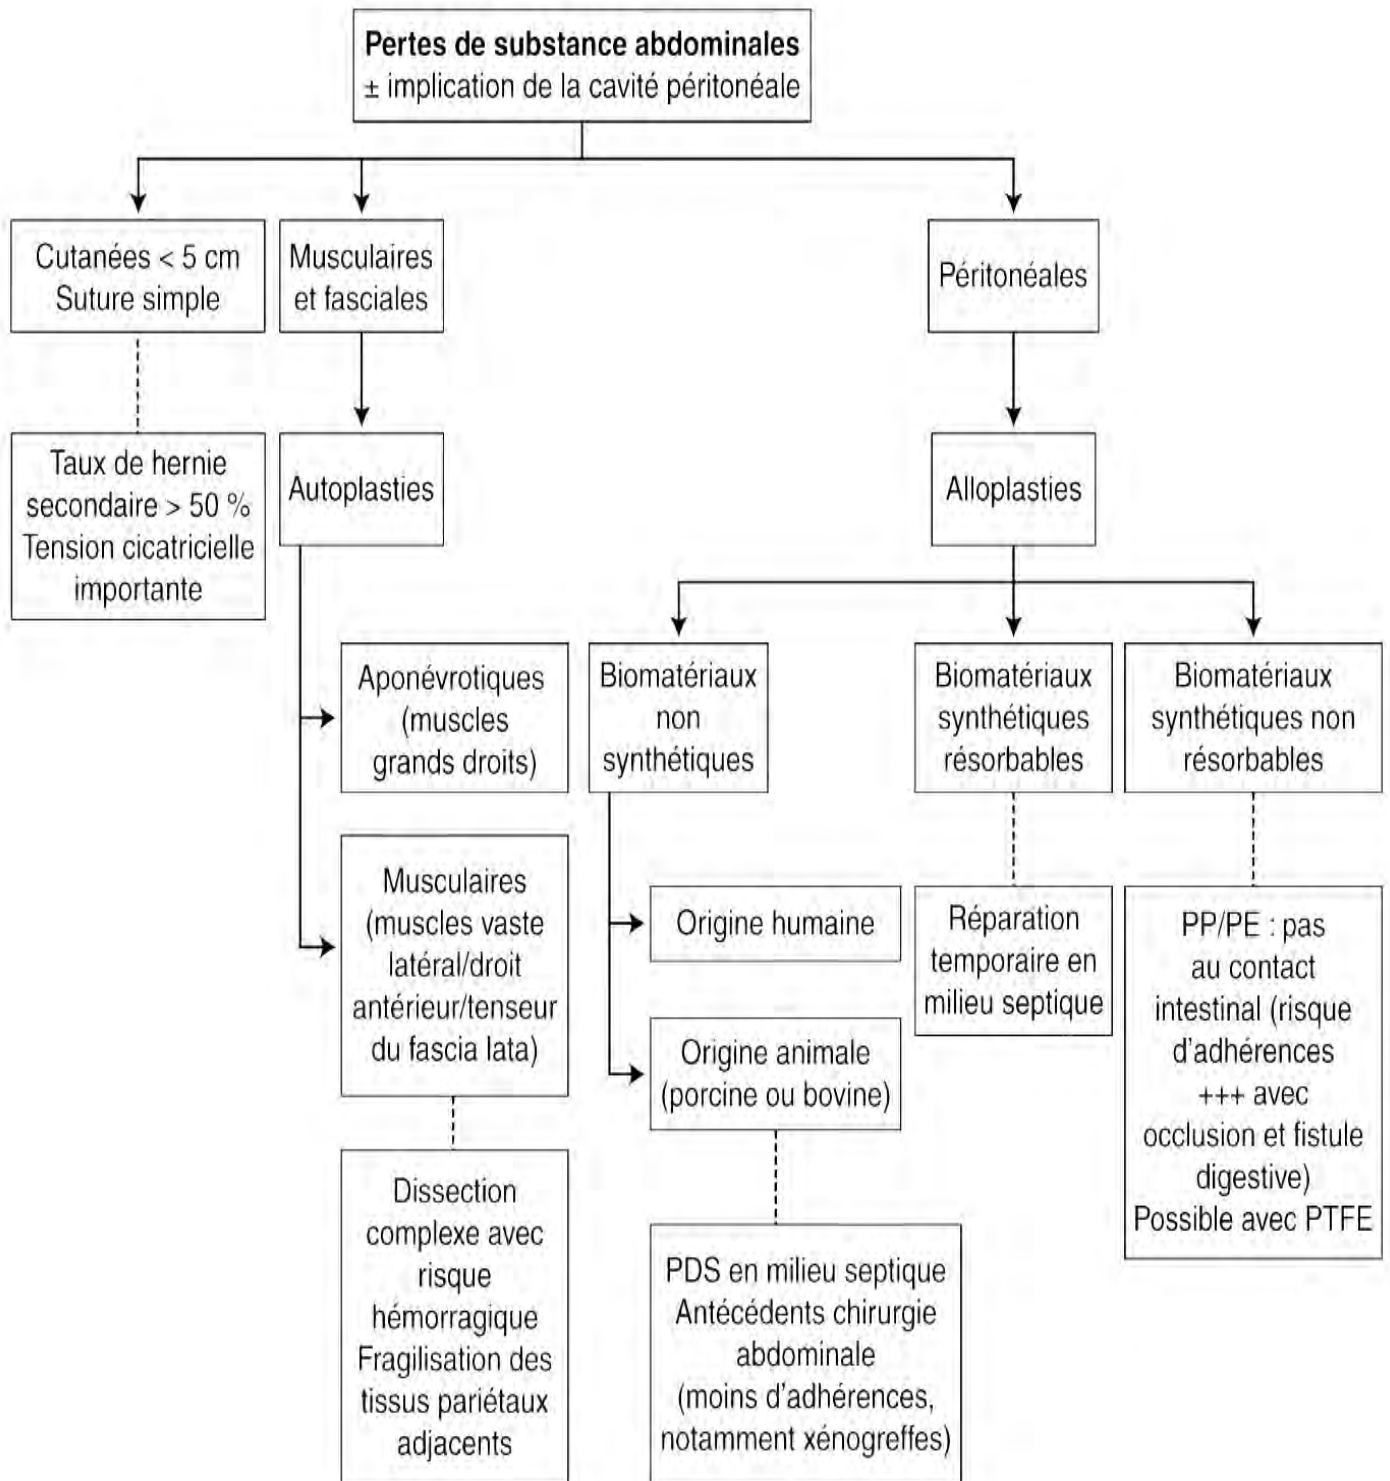 Pertes de substance abdominales
± implication de la cavité péritonéale
Cutanées < 5 cm
Suture simple
Musculaires
et fasciales
Péritonéales
Taux de hernie
secondaire > 50 %
Tension cicatricielle
importante
Autoplasties
Alloplasties
Aponévrotiques
(muscles
grands droits)
Biomatériaux
non
synthétiques
Biomatériaux
synthétiques
résorbables
Biomatériaux
synthétiques non
résorbables
Musculaires
(muscles vaste
latéral/droit
antérieur/tenseur
du fascia lata)
Origine humaine
Réparation
temporaire en
milieu septique
PP/PE : pas
au contact
intestinal (risque
d'adhérences
+++ avec
occlusion et fistule
digestive)
Possible avec PTFE
Origine animale
(porcine ou bovine)
Dissection
complexe avec
risque
hémorragique
Fragilisation des
tissus pariétaux
adjacents
PDS en milieu septique
Antécédents chirurgie
abdominale
(moins d'adhérences,
notamment xénogreffes)